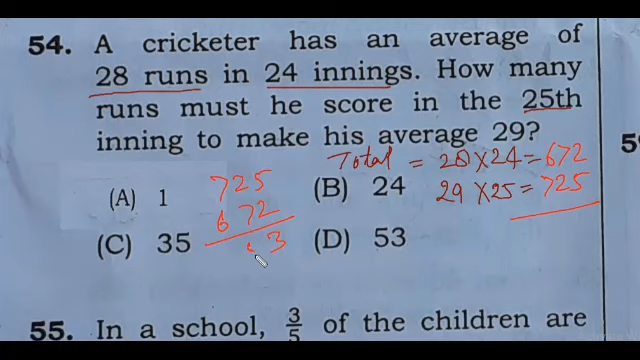 54. A cricketer has an average of
28 runs in 24 innings. How many
runs must he score in the 25th
inning to make his average 29?
Total = 28 × 24 = 672
29 × 25 = 725
(A) 1
(B) 24
725
672
3
(C) 35
(D) 53
55. In a school, 3/5 of the children are